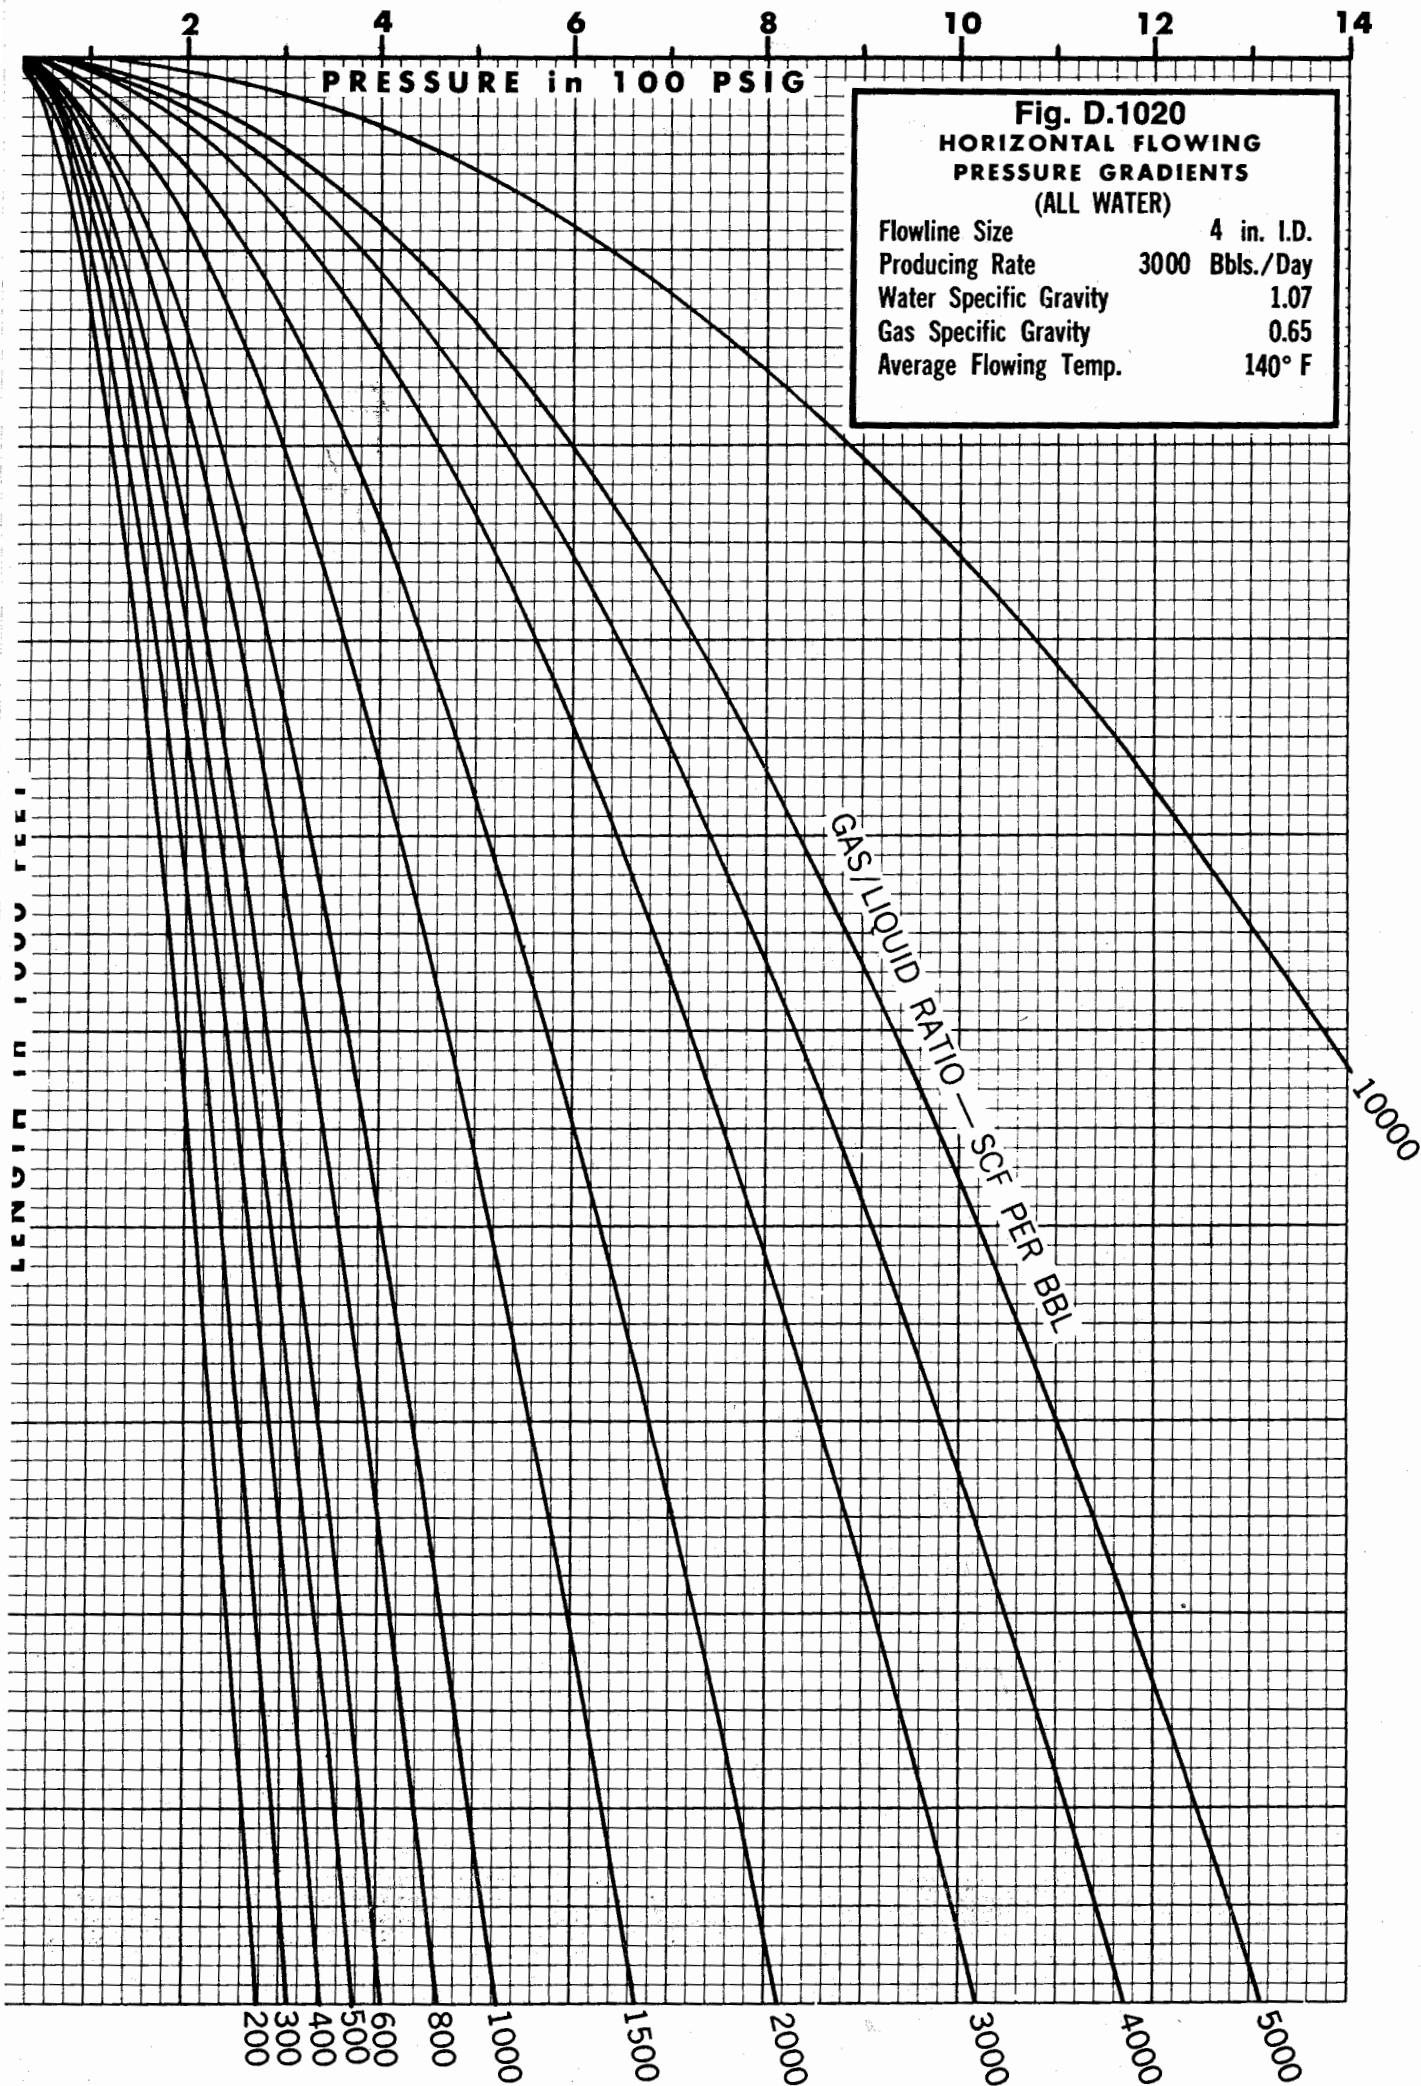 2 4 6 8 10 12 14
PRESSURE in 100 PSIG
Fig. D.1020
HORIZONTAL FLOWING
PRESSURE GRADIENTS
(ALL WATER)
Flowline Size 4 in. I.D.
Producing Rate 3000 Bbls./Day
Water Specific Gravity 1.07
Gas Specific Gravity 0.65
Average Flowing Temp. 140° F
GAS/LIQUID RATIO — SCF PER BBL
10000
200 300 400 500 600 800 1000 1500 2000 3000 4000 5000